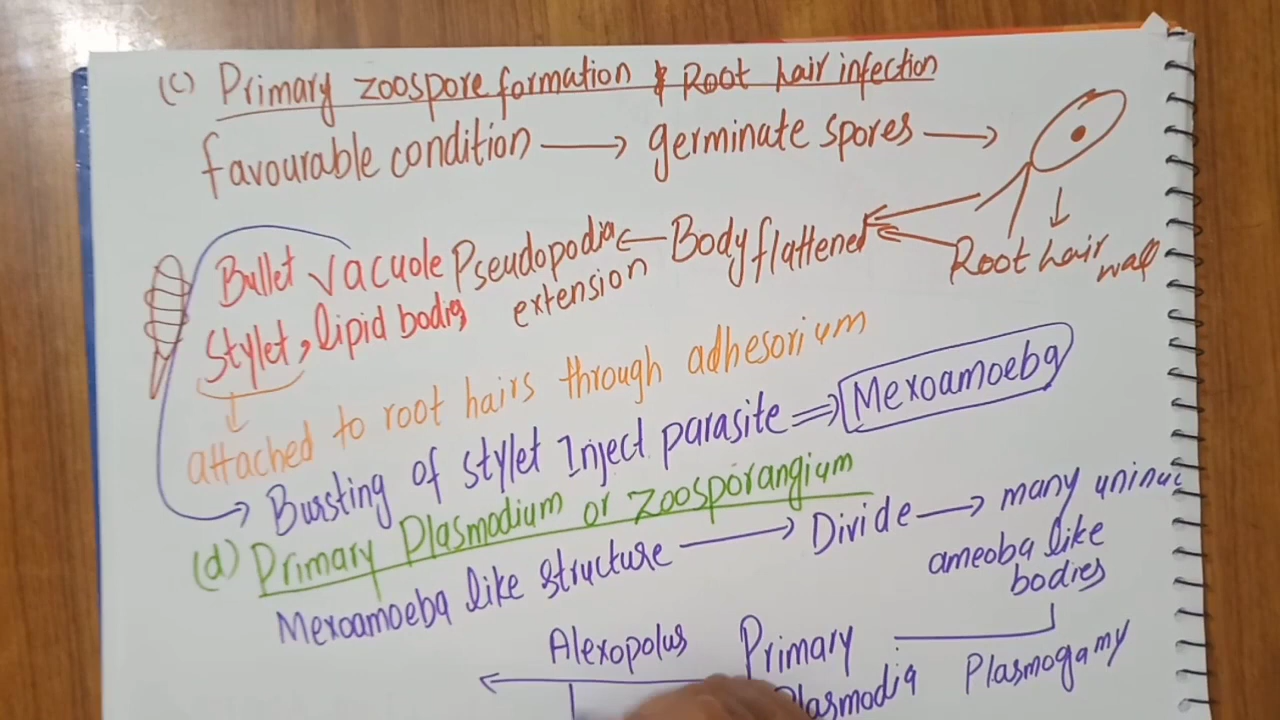 (c) Primary zoospore formation & Root hair infection
favourable condition → germinate spores →
Root hair wall
Bullet vacuole Pseudopodia ← Body flattened
Stylet, lipid bodies extension
attached to root hairs through adhesorium
Bursting of stylet Inject parasite ⇒ Mexoamoeba
(d) Primary Plasmodium or Zoosporangium
Mexoamoeba like structure → Divide → many uninuc
ameoba like
bodies
Alexopolus Primary Plasmogamy
Plasmodia